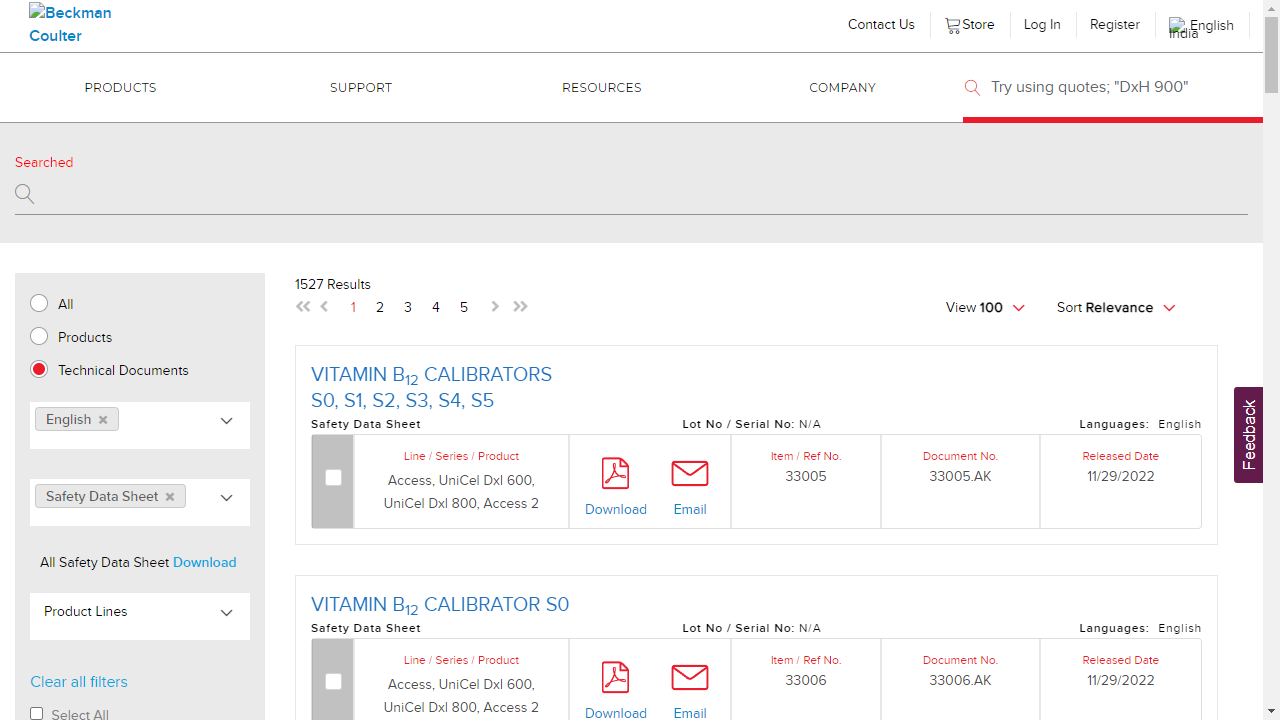 Beckman Coulter
Contact Us
Store
Log In
Register
India English
PRODUCTS
SUPPORT
RESOURCES
COMPANY
Try using quotes; "DxH 900"
Searched
All
Products
Technical Documents
English
Safety Data Sheet
All Safety Data Sheet Download
Product Lines
Clear all filters
Select All
1527 Results
1 2 3 4 5
View 100
Sort Relevance
VITAMIN B12 CALIBRATORS
S0, S1, S2, S3, S4, S5
Safety Data Sheet
Lot No / Serial No: N/A
Languages: English
Line / Series / Product
Access, UniCel DxI 600,
UniCel DxI 800, Access 2
Download
Email
Item / Ref No.
33005
Document No.
33005.AK
Released Date
11/29/2022
VITAMIN B12 CALIBRATOR S0
Safety Data Sheet
Lot No / Serial No: N/A
Languages: English
Line / Series / Product
Access, UniCel DxI 600,
UniCel DxI 800, Access 2
Download
Email
Item / Ref No.
33006
Document No.
33006.AK
Released Date
11/29/2022
Feedback